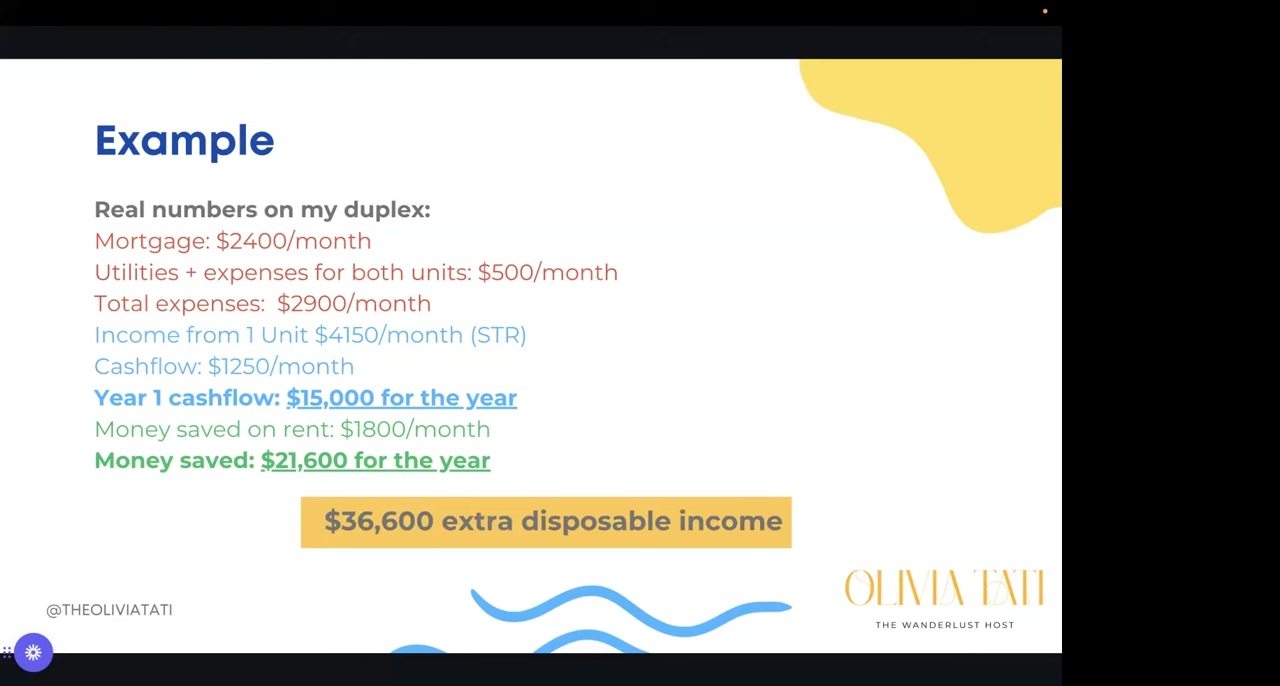 Example
Real numbers on my duplex:
Mortgage: $2400/month
Utilities + expenses for both units: $500/month
Total expenses:  $2900/month
Income from 1 Unit $4150/month (STR)
Cashflow: $1250/month
Year 1 cashflow: $15,000 for the year
Money saved on rent: $1800/month
Money saved: $21,600 for the year
$36,600 extra disposable income
@THEOLIVIATATI
OLIVIA TATI
THE WANDERLUST HOST